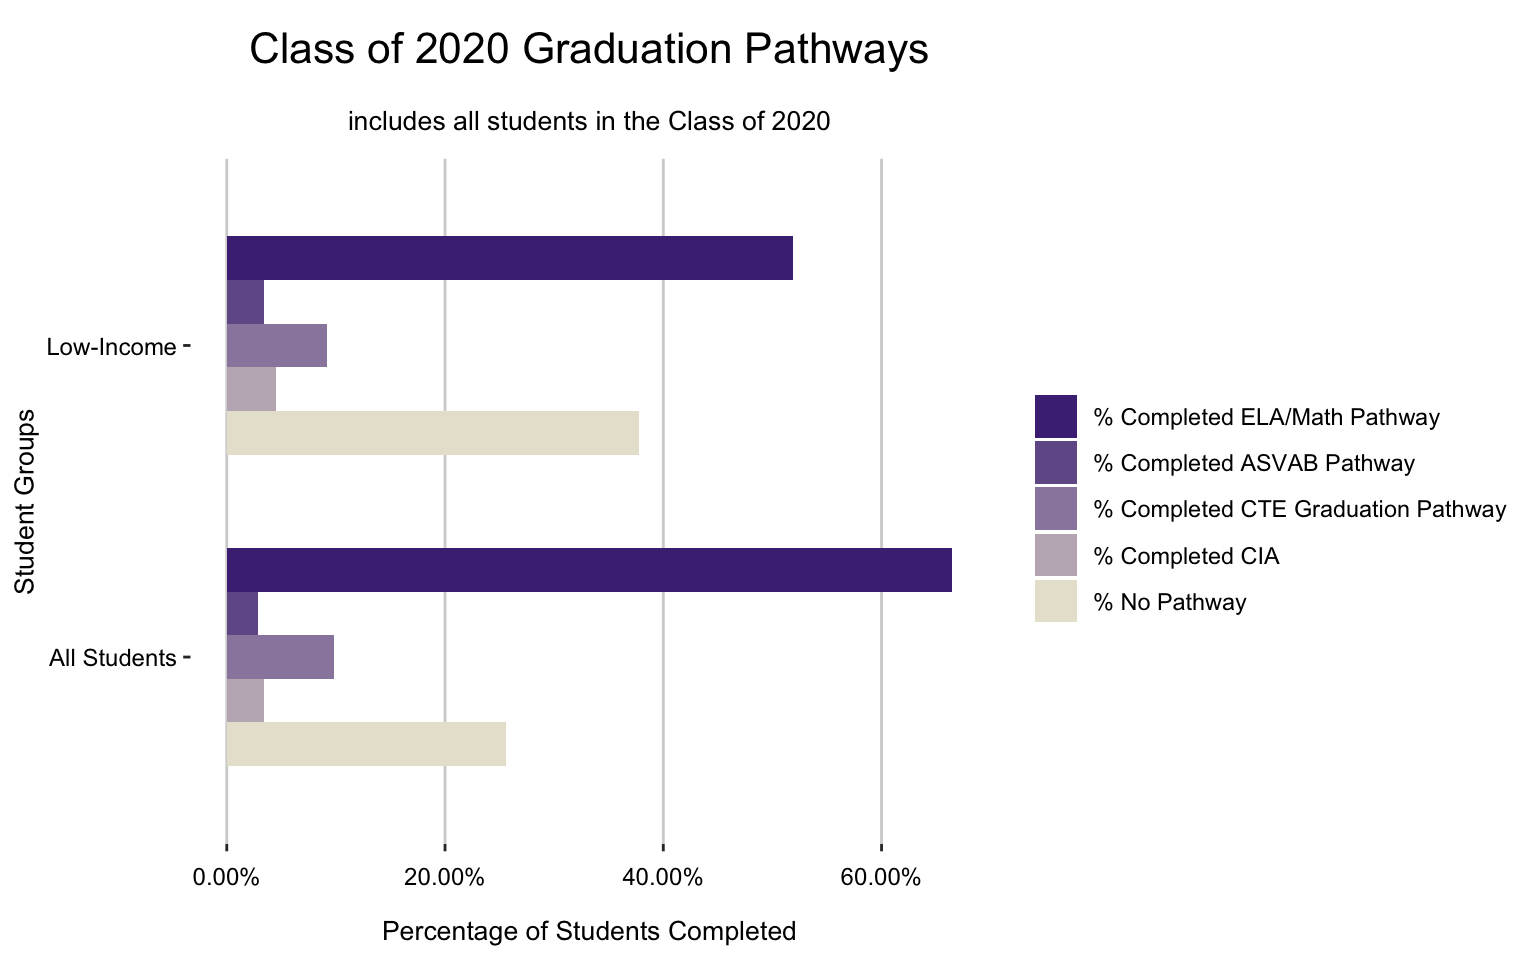 Class of 2020 Graduation Pathways
includes all students in the Class of 2020
Student Groups
Low-Income
All Students
0.00%
20.00%
40.00%
60.00%
Percentage of Students Completed
% Completed ELA/Math Pathway
% Completed ASVAB Pathway
% Completed CTE Graduation Pathway
% Completed CIA
% No Pathway